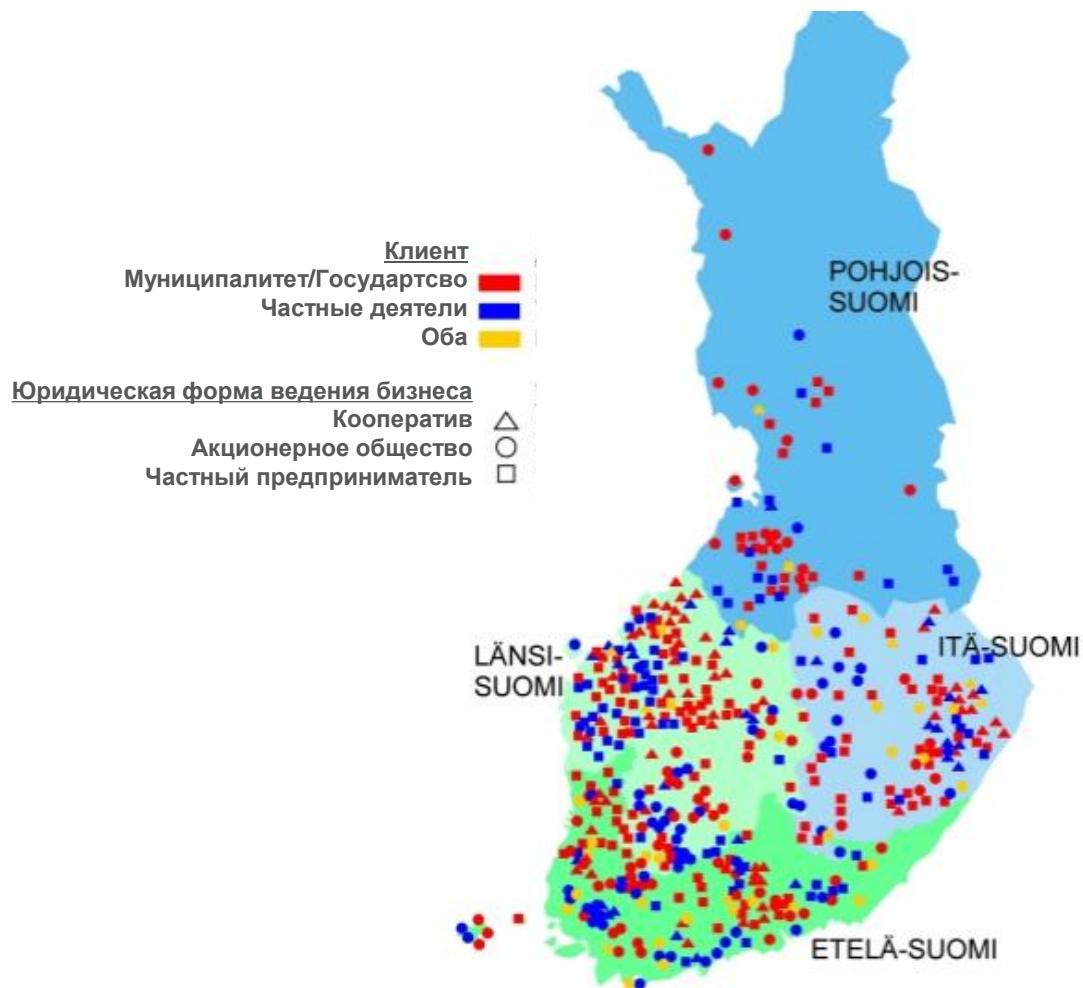 Клиент
Муниципалитет/Государтсво
Частные деятели
Оба
Юридическая форма ведения бизнеса
Кооператив
Акционерное общество
Частный предприниматель
POHJOIS-
SUOMI
LÄNSI-
SUOMI
ITÄ-SUOMI
ETELÄ-SUOMI